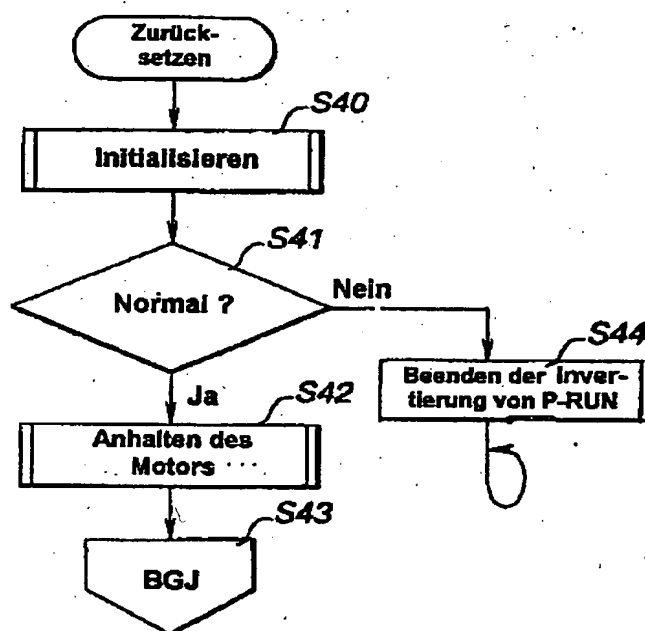 Zurück-
setzen
S40
Initialisieren
S41
Normal ?
Nein
S44
Beenden der Inver-
tierung von P-RUN
Ja
S42
Anhalten des
Motors
S43
BGJ